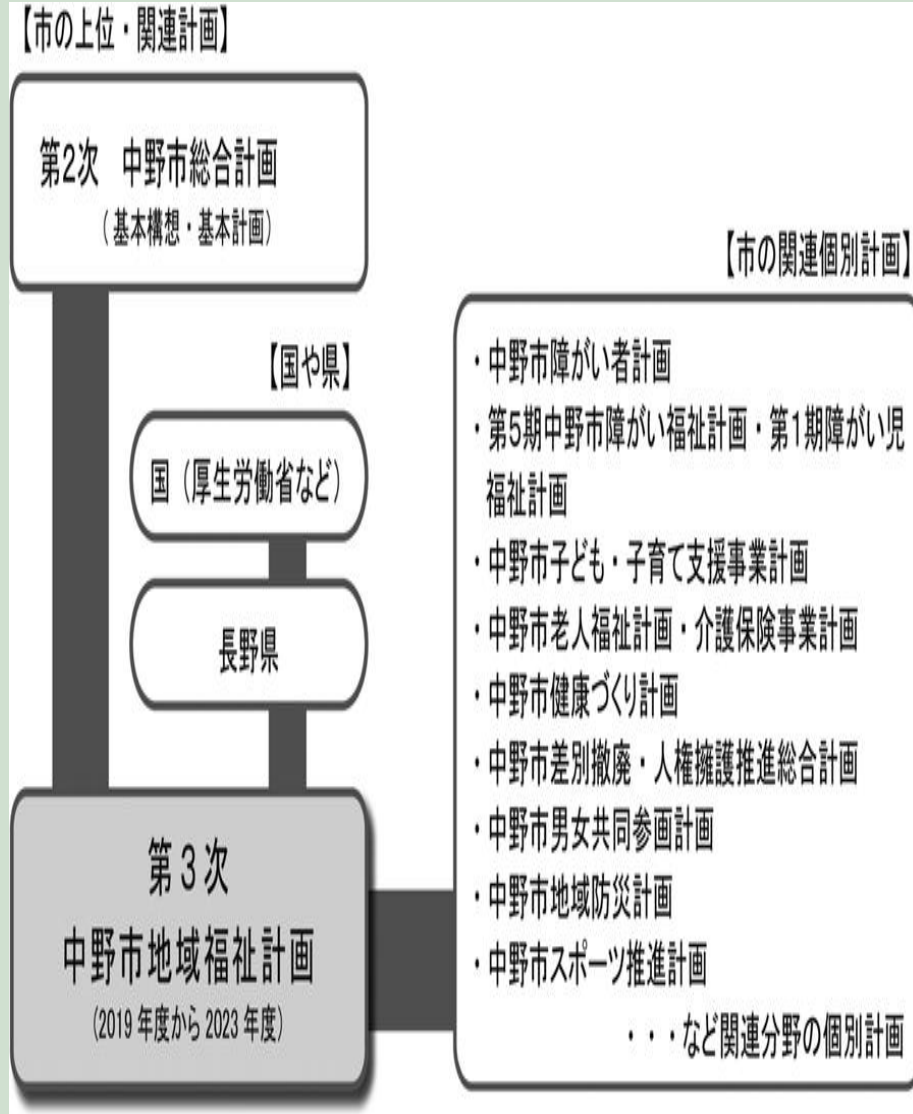 【市の上位・関連計画】
第2次 中野市総合計画
（基本構想・基本計画）
【国や県】
国（厚生労働省など）
長野県
第３次
中野市地域福祉計画
（2019 年度から 2023 年度）
【市の関連個別計画】
・中野市障がい者計画
・第5期中野市障がい福祉計画・第1期障がい児
福祉計画
・中野市子ども・子育て支援事業計画
・中野市老人福祉計画・介護保険事業計画
・中野市健康づくり計画
・中野市差別撤廃・人権擁護推進総合計画
・中野市男女共同参画計画
・中野市地域防災計画
・中野市スポーツ推進計画
・・・など関連分野の個別計画